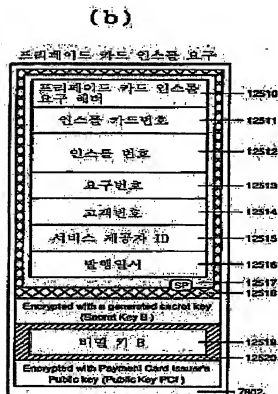 (b)
프리페이드 카드 인스톨 요구
프리페이드 카드 인스톨
요구 헤더
12510
인스톨 카드번호
12511
인스톨 번호
12512
요구번호
12513
고객번호
12514
서비스 제공자 ID
12515
발행일시
12516
SP
12517
12518
Encrypted with a generated secret key
(Secret Key B)
비밀 키 B
12519
12520
Encrypted with Payment Card Issuer's
Public key (Public Key PCI)
7802